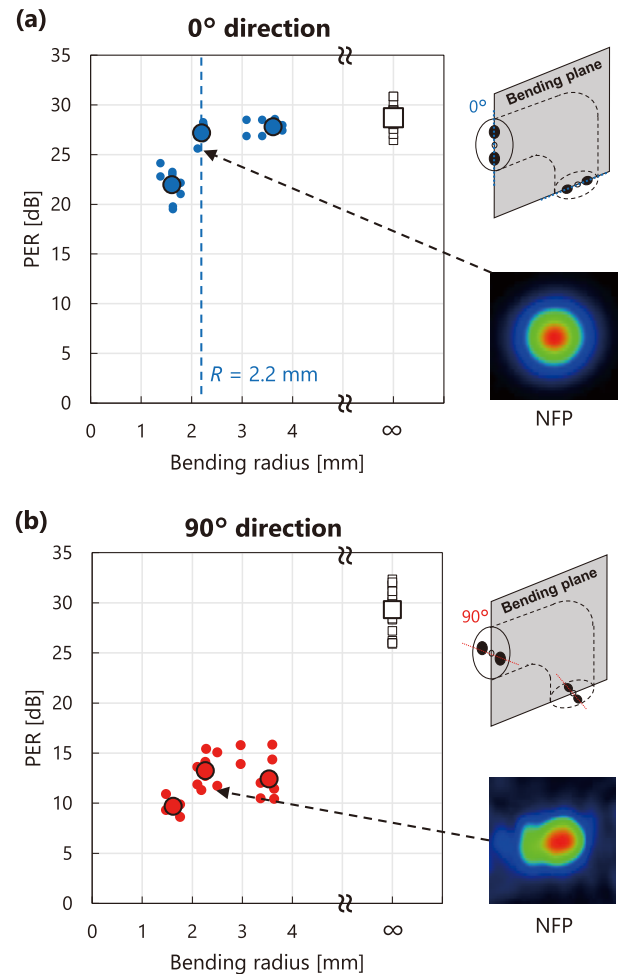 (a)
0° direction
35
30
25
20
15
10
5
0
PER [dB]
R = 2.2 mm
0 1 2 3 4 ∞
Bending radius [mm]
0°
Bending plane
NFP
(b)
90° direction
35
30
25
20
15
10
5
0
PER [dB]
0 1 2 3 4 ∞
Bending radius [mm]
90°
Bending plane
NFP